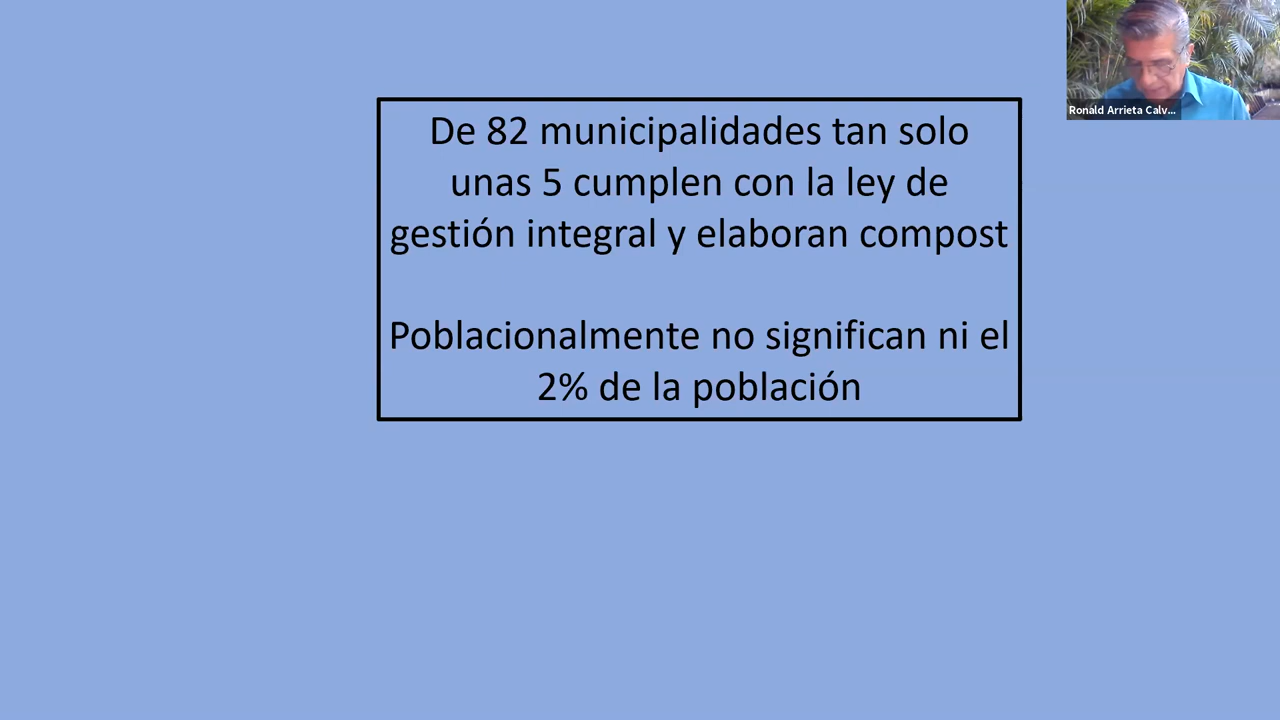 Ronald Arrieta Calv...
De 82 municipalidades tan solo
unas 5 cumplen con la ley de
gestión integral y elaboran compost
Poblacionalmente no significan ni el
2% de la población